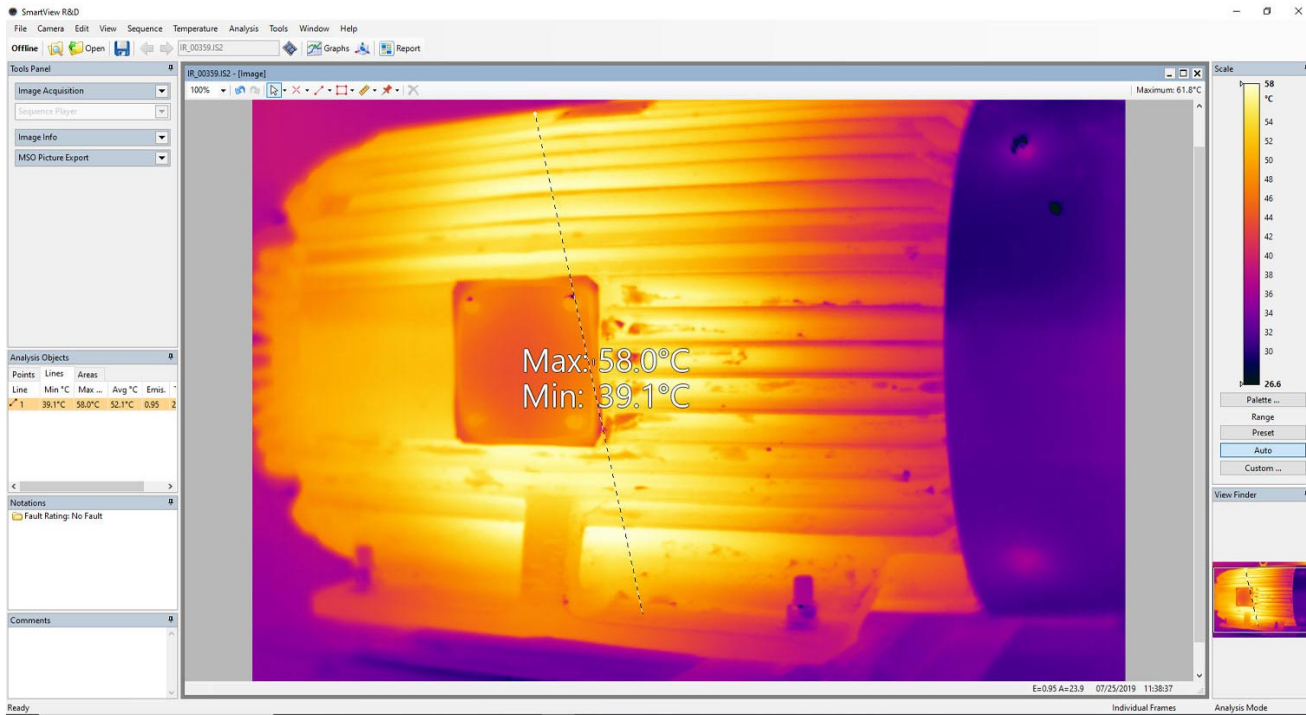 SmartView R&D
File Camera Edit View Sequence Temperature Analysis Tools Window Help
Offline Open IR_00359.IS2 Graphs Report
Tools Panel
Image Acquisition
Sequence Player
Image Info
MSO Picture Export
Analysis Objects
Points Lines Areas
Line Min °C Max ... Avg °C Emis.
1 39.1°C 58.0°C 52.1°C 0.95 2
Notations
Fault Rating: No Fault
Comments
Ready
IR_00359.IS2 - [Image]
100% Maximum: 61.8°C
Max: 58.0°C
Min: 39.1°C
E=0.95 A=23.9 07/25/2019 11:38:37
Individual Frames Analysis Mode
Scale
58
°C
54
52
50
48
46
44
42
40
38
36
34
32
30
26.6
Palette ...
Range
Preset
Auto
Custom ...
View Finder